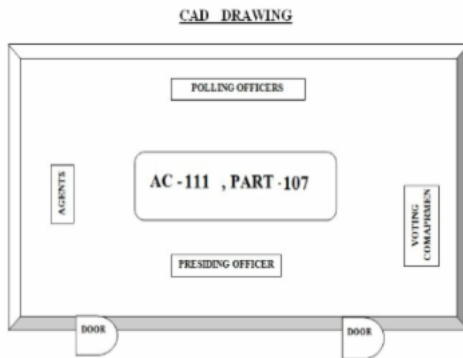 CAD DRAWING
POLLING OFFICERS
AC -111 , PART -107
AGENTS
VOTING
COMAPRMEN
PRESIDING OFFICER
DOOR
DOOR